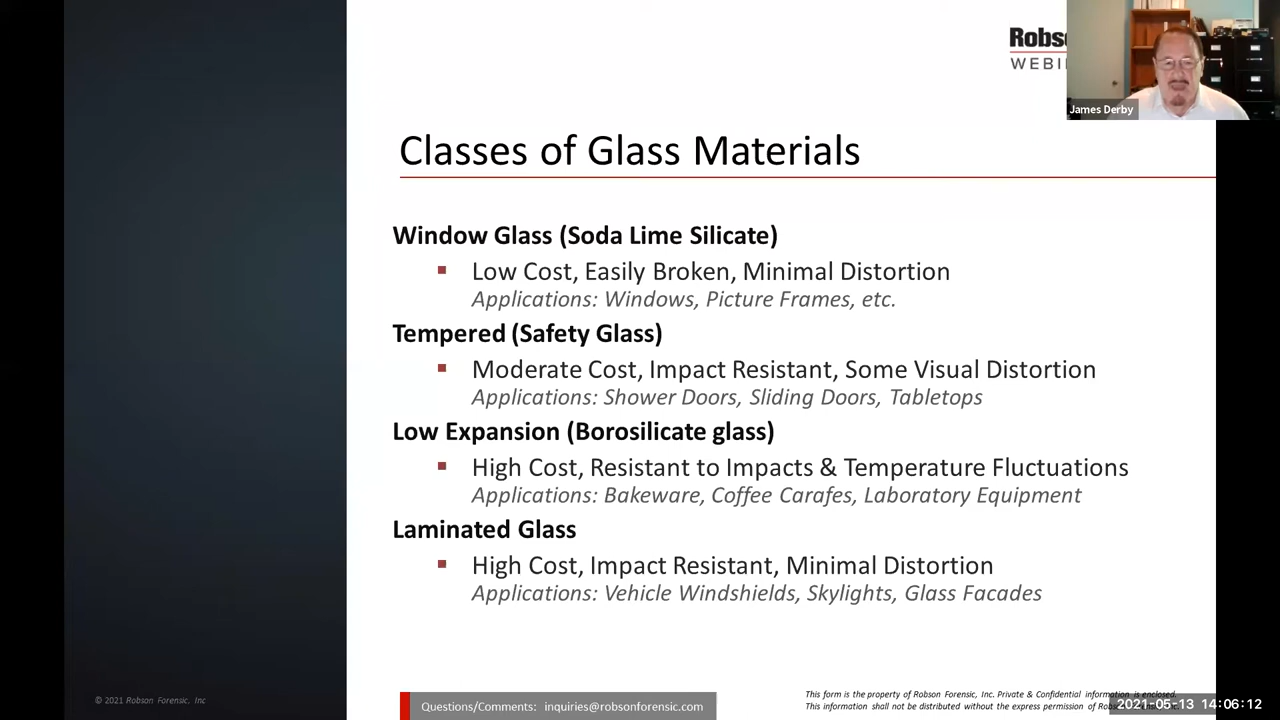 Robs
WEBI
James Derby
Classes of Glass Materials
Window Glass (Soda Lime Silicate)
Low Cost, Easily Broken, Minimal Distortion
Applications: Windows, Picture Frames, etc.
Tempered (Safety Glass)
Moderate Cost, Impact Resistant, Some Visual Distortion
Applications: Shower Doors, Sliding Doors, Tabletops
Low Expansion (Borosilicate glass)
High Cost, Resistant to Impacts & Temperature Fluctuations
Applications: Bakeware, Coffee Carafes, Laboratory Equipment
Laminated Glass
High Cost, Impact Resistant, Minimal Distortion
Applications: Vehicle Windshields, Skylights, Glass Facades
© 2021 Robson Forensic, Inc
Questions/Comments: inquiries@robsonforensic.com
This form is the property of Robson Forensic, Inc. Private & Confidential information is enclosed.
This information shall not be distributed without the express permission of
2021-05-13 14:06:12